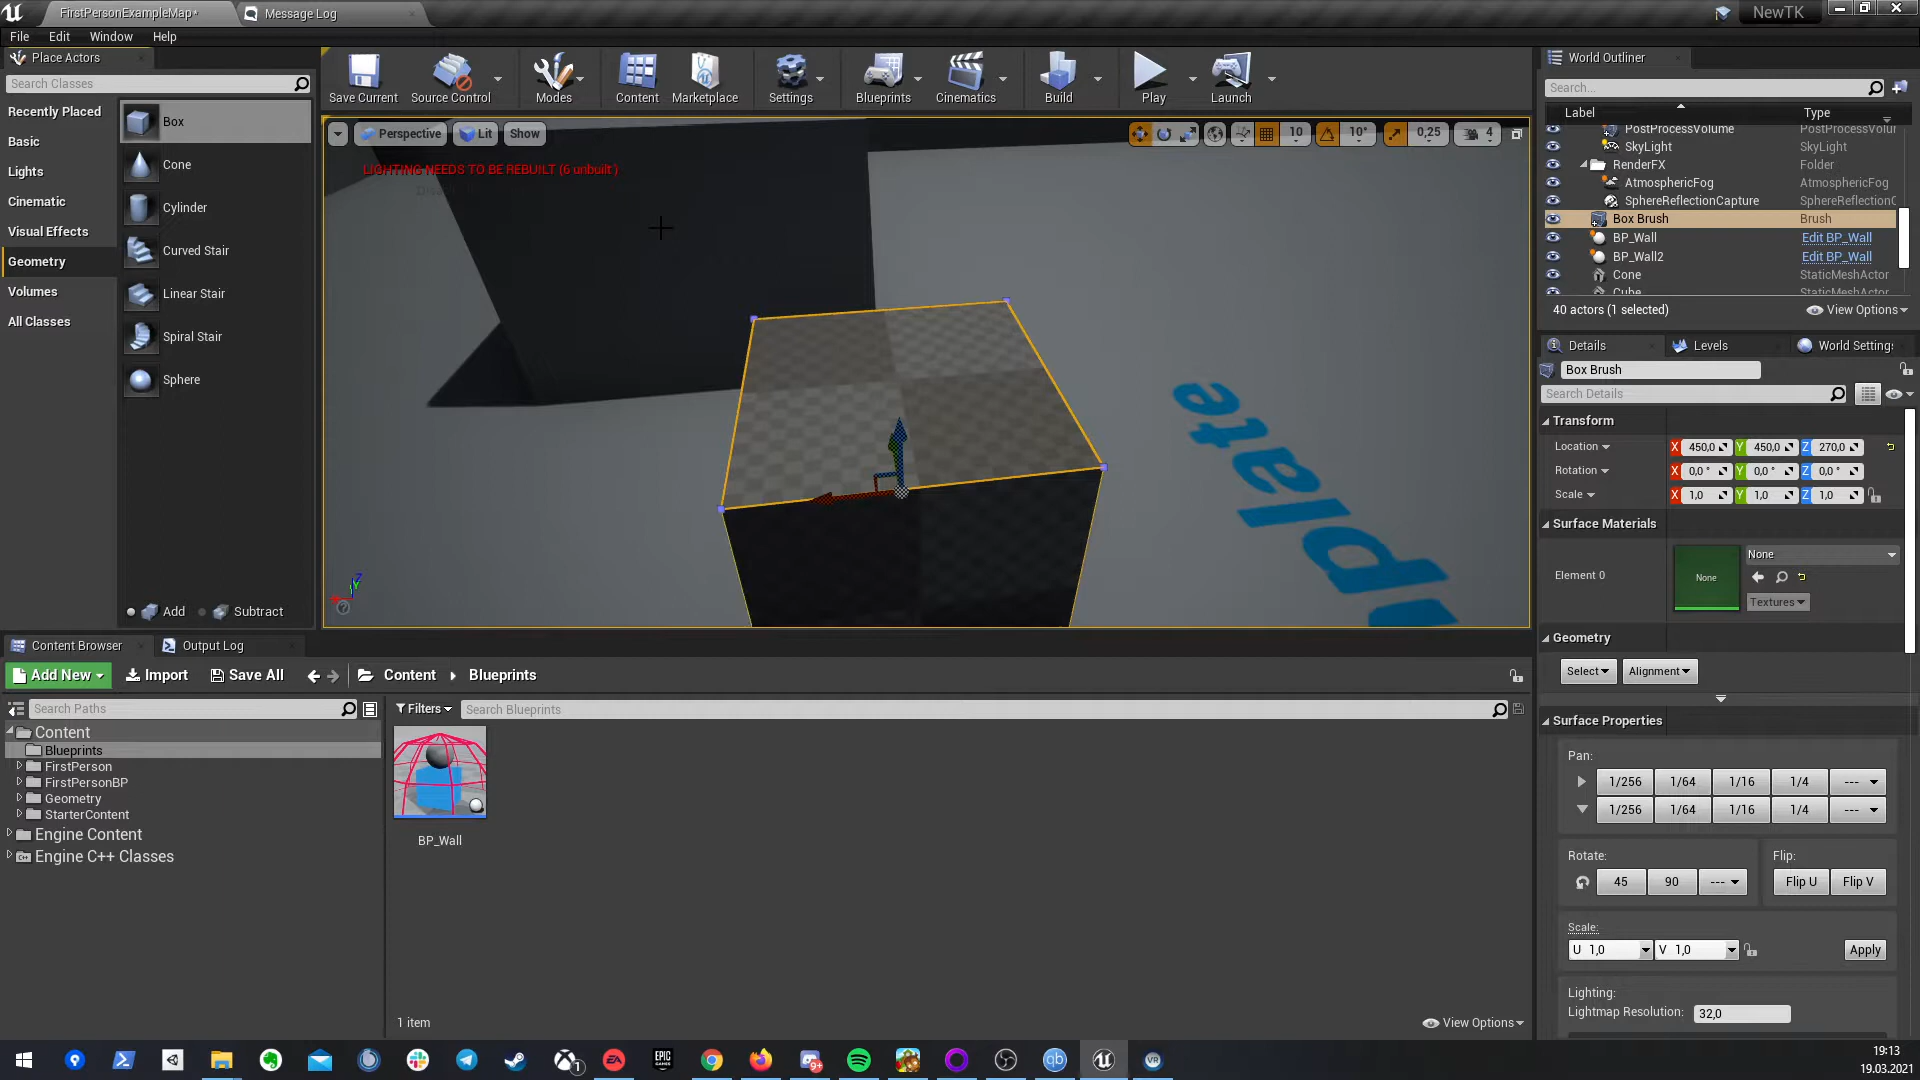 FirstPersonExampleMap*
Message Log
NewTK
File Edit Window Help
Place Actors
Search Classes
Recently Placed
Basic
Lights
Cinematic
Visual Effects
Geometry
Volumes
All Classes
Box
Cone
Cylinder
Curved Stair
Linear Stair
Spiral Stair
Sphere
Add Subtract
Save Current Source Control Modes Content Marketplace Settings Blueprints Cinematics Build Play Launch
Perspective Lit Show
10 10° 0,25 4
LIGHTING NEEDS TO BE REBUILT (6 unbuilt )
World Outliner
Search...
Label Type
PostProcessVolume PostProcessVolu
SkyLight SkyLight
RenderFX Folder
AtmosphericFog AtmosphericFog
SphereReflectionCapture SphereReflectionC
Box Brush Brush
BP_Wall Edit BP_Wall
BP_Wall2 Edit BP_Wall
Cone StaticMeshActor
Cube StaticMeshActor
40 actors (1 selected) View Options
Details Levels World Settings
Box Brush
Search Details
Transform
Location X 450,0 Y 450,0 Z 270,0
Rotation X 0,0 ° Y 0,0 ° Z 0,0 °
Scale X 1,0 Y 1,0 Z 1,0
Surface Materials
Element 0
None
None
Textures
Geometry
Select Alignment
Surface Properties
Pan:
1/256 1/64 1/16 1/4 ---
1/256 1/64 1/16 1/4 ---
Rotate: Flip:
45 90 --- Flip U Flip V
Scale:
U 1,0 V 1,0 Apply
Lighting:
Lightmap Resolution: 32,0
Content Browser Output Log
Add New Import Save All Content Blueprints
Search Paths
Filters Search Blueprints
Content
Blueprints
FirstPerson
FirstPersonBP
Geometry
StarterContent
Engine Content
Engine C++ Classes
BP_Wall
1 item View Options
19:13
19.03.2021